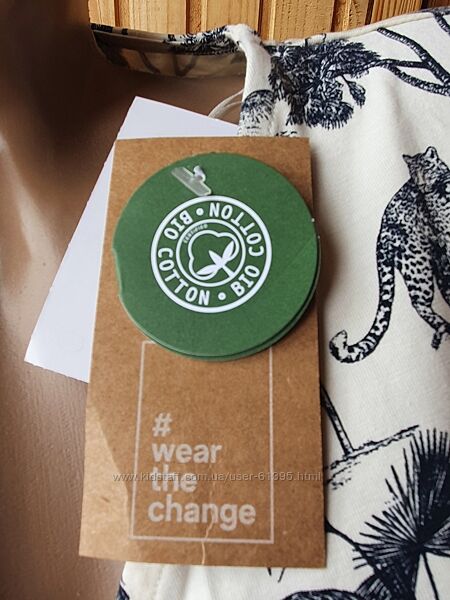 BIO COTTON • BIO COTTON •
#
wear
the
change
www.kidstaff.com.ua/user-61395.html